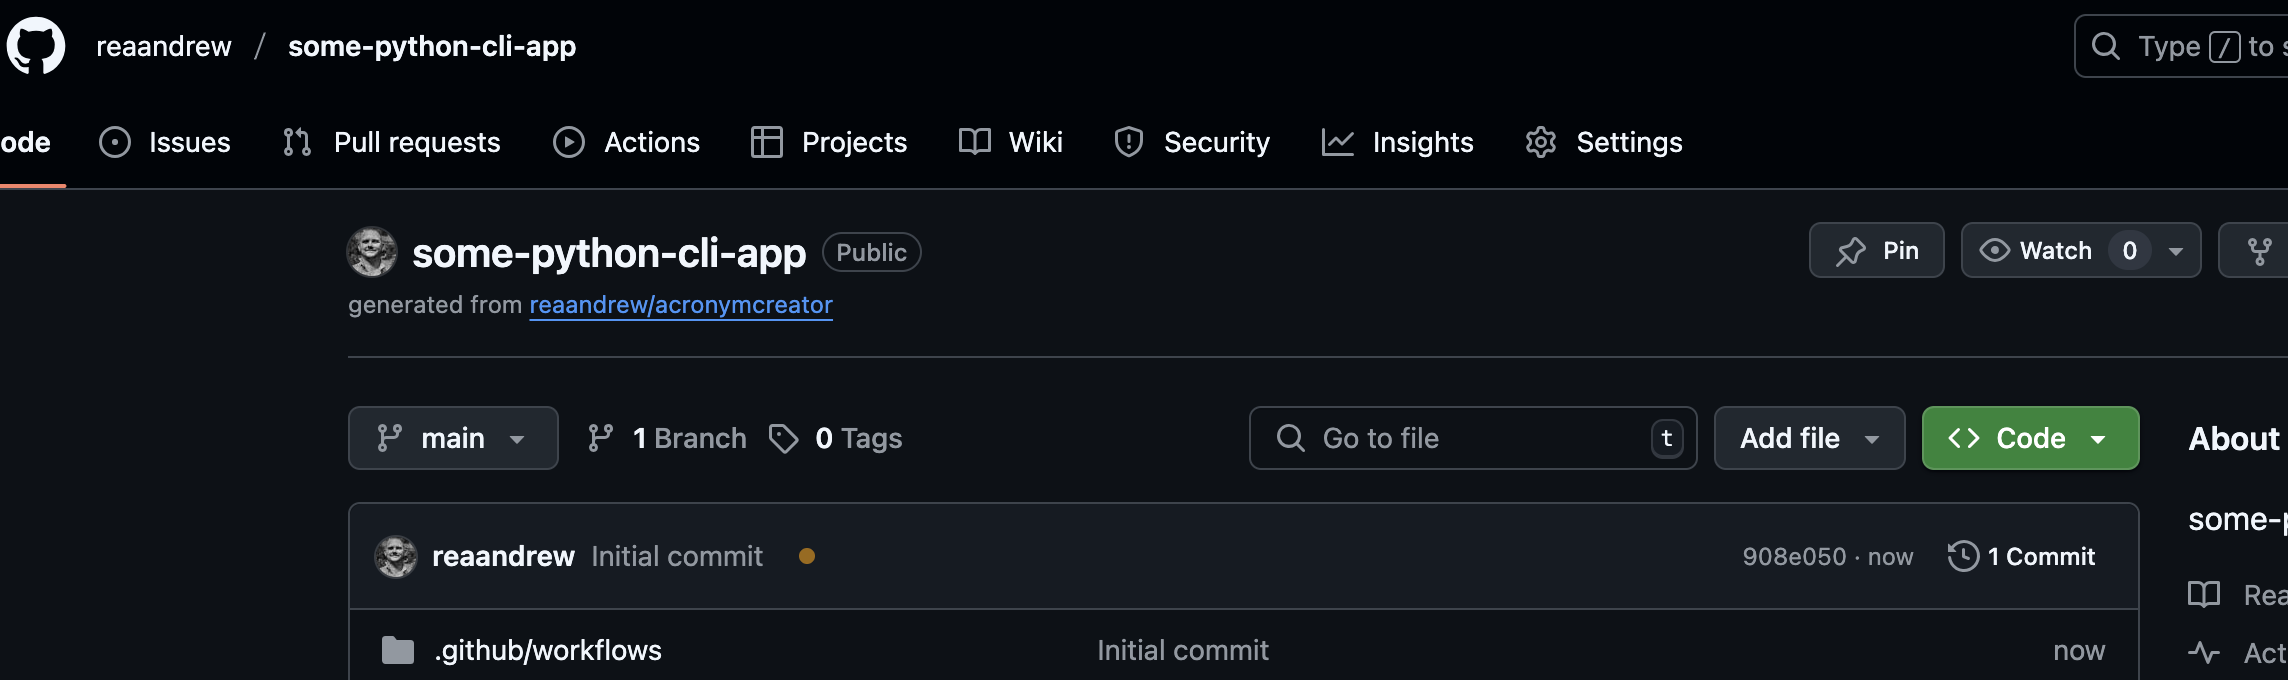 reaandrew / some-python-cli-app
Type / to s
ode Issues Pull requests Actions Projects Wiki Security Insights Settings
some-python-cli-app Public
Pin Watch 0
generated from reaandrew/acronymcreator
main 1 Branch 0 Tags
Go to file t Add file <> Code
About
some-p
reaandrew Initial commit 908e050 · now 1 Commit
Rea
.github/workflows Initial commit now
Act